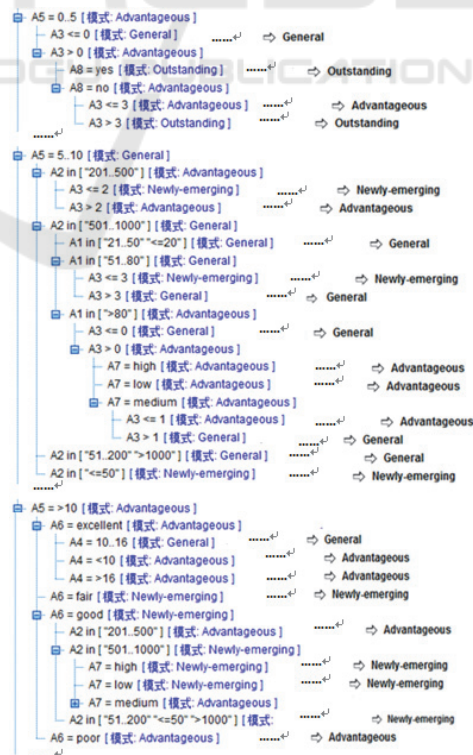 A5 = 0..5 [模式: Advantageous]
A3 <= 0 [模式: General] ......↵ ⇨ General
A3 > 0 [模式: Advantageous]
A8 = yes [模式: Outstanding] ......↵ ⇨ Outstanding
A8 = no [模式: Advantageous]
A3 <= 3 [模式: Advantageous] ......↵ ⇨ Advantageous
A3 > 3 [模式: Outstanding] ......↵ ⇨ Outstanding
......↵
A5 = 5..10 [模式: General]
A2 in ["201..500"] [模式: Advantageous]
A3 <= 2 [模式: Newly-emerging] ......↵ ⇨ Newly-emerging
A3 > 2 [模式: Advantageous] ......↵ ⇨ Advantageous
A2 in ["501..1000"] [模式: General]
A1 in ["21..50" "<=20"] [模式: General] ......↵ ⇨ General
A1 in ["51..80"] [模式: General]
A3 <= 3 [模式: Newly-emerging] ......↵ ⇨ Newly-emerging
A3 > 3 [模式: General] ......↵ ⇨ General
A1 in [">80"] [模式: Advantageous]
A3 <= 0 [模式: General] ......↵ ⇨ General
A3 > 0 [模式: Advantageous]
A7 = high [模式: Advantageous] ......↵ ⇨ Advantageous
A7 = low [模式: Advantageous] ......↵ ⇨ Advantageous
A7 = medium [模式: Advantageous]
A3 <= 1 [模式: Advantageous] ......↵ ⇨ Advantageous
A3 > 1 [模式: General] ......↵ ⇨ General
A2 in ["51..200" ">1000"] [模式: General] ......↵ ⇨ General
A2 in ["<=50"] [模式: Newly-emerging] ......↵ ⇨ Newly-emerging
......↵
A5 = >10 [模式: Advantageous]
A6 = excellent [模式: Advantageous]
A4 = 10..16 [模式: General] ......↵ ⇨ General
A4 = <10 [模式: Advantageous] ......↵ ⇨ Advantageous
A4 = >16 [模式: Advantageous] ......↵ ⇨ Advantageous
A6 = fair [模式: Newly-emerging] ......↵ ⇨ Newly-emerging
A6 = good [模式: Newly-emerging]
A2 in ["201..500"] [模式: Advantageous] ......↵ ⇨ Advantageous
A2 in ["501..1000"] [模式: Newly-emerging]
A7 = high [模式: Newly-emerging] ......↵ ⇨ Newly-emerging
A7 = low [模式: Newly-emerging] ......↵ ⇨ Newly-emerging
A7 = medium [模式: Advantageous]
A2 in ["51..200" "<=50" ">1000"] [模式: ......↵ ⇨ Newly-emerging
A6 = poor [模式: Advantageous] ......↵ ⇨ Advantageous
......↵